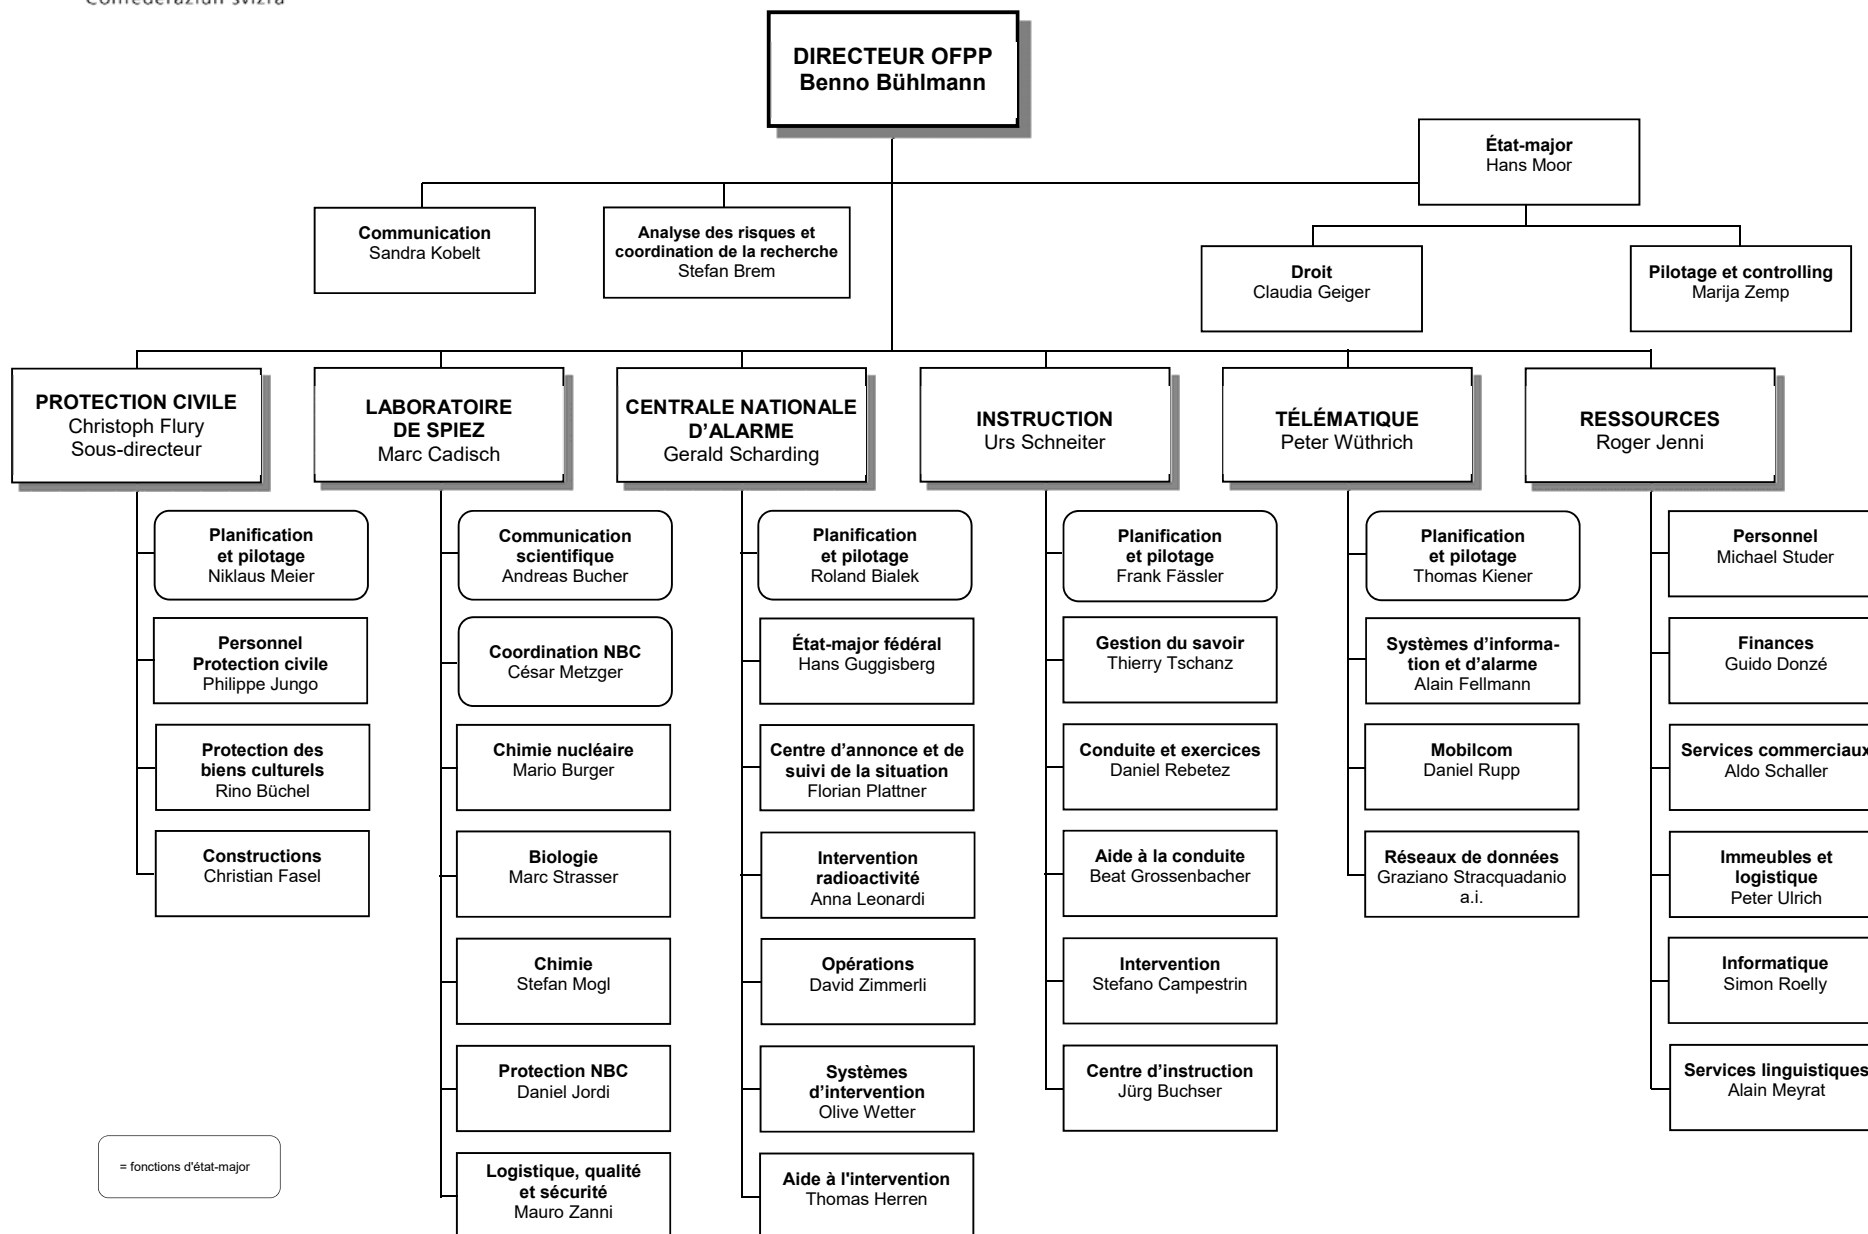 Confederaziun svizra
DIRECTEUR OFPP
Benno Bühlmann
État-major
Hans Moor
Communication
Sandra Kobelt
Analyse des risques et
coordination de la recherche
Stefan Brem
Droit
Claudia Geiger
Pilotage et controlling
Marija Zemp
PROTECTION CIVILE
Christoph Flury
Sous-directeur
LABORATOIRE
DE SPIEZ
Marc Cadisch
CENTRALE NATIONALE
D'ALARME
Gerald Scharding
INSTRUCTION
Urs Schneiter
TÉLÉMATIQUE
Peter Wüthrich
RESSOURCES
Roger Jenni
Planification
et pilotage
Niklaus Meier
Personnel
Protection civile
Philippe Jungo
Protection des
biens culturels
Rino Büchel
Constructions
Christian Fasel
Communication
scientifique
Andreas Bucher
Coordination NBC
César Metzger
Chimie nucléaire
Mario Burger
Biologie
Marc Strasser
Chimie
Stefan Mogl
Protection NBC
Daniel Jordi
Logistique, qualité
et sécurité
Mauro Zanni
Planification
et pilotage
Roland Bialek
État-major fédéral
Hans Guggisberg
Centre d'annonce et de
suivi de la situation
Florian Plattner
Intervention
radioactivité
Anna Leonardi
Opérations
David Zimmerli
Systèmes
d'intervention
Olive Wetter
Aide à l'intervention
Thomas Herren
Planification
et pilotage
Frank Fässler
Gestion du savoir
Thierry Tschanz
Conduite et exercices
Daniel Rebetez
Aide à la conduite
Beat Grossenbacher
Intervention
Stefano Campestrin
Centre d'instruction
Jürg Buchser
Planification
et pilotage
Thomas Kiener
Systèmes d'informa-
tion et d'alarme
Alain Fellmann
Mobilcom
Daniel Rupp
Réseaux de données
Graziano Stracquadanio
a.i.
Personnel
Michael Studer
Finances
Guido Donzé
Services commerciaux
Aldo Schaller
Immeubles et
logistique
Peter Ulrich
Informatique
Simon Roelly
Services linguistiques
Alain Meyrat
= fonctions d'état-major